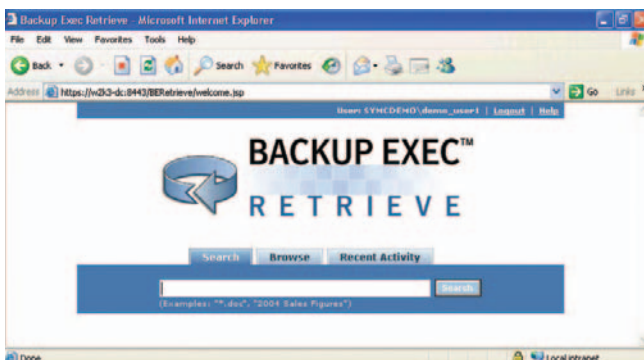 Backup Exec Retrieve - Microsoft Internet Explorer
File Edit View Favorites Tools Help
Back Search Favorites
Address https://w2k3-dc:8443/BERetrieve/welcome.jsp Go Links
User: SYMCDEMO\demo_user1 | Logout | Help
BACKUP EXEC™
RETRIEVE
Search Browse Recent Activity
Search
(Examples: "*.doc", "2004 Sales Figures")
Done Local intranet